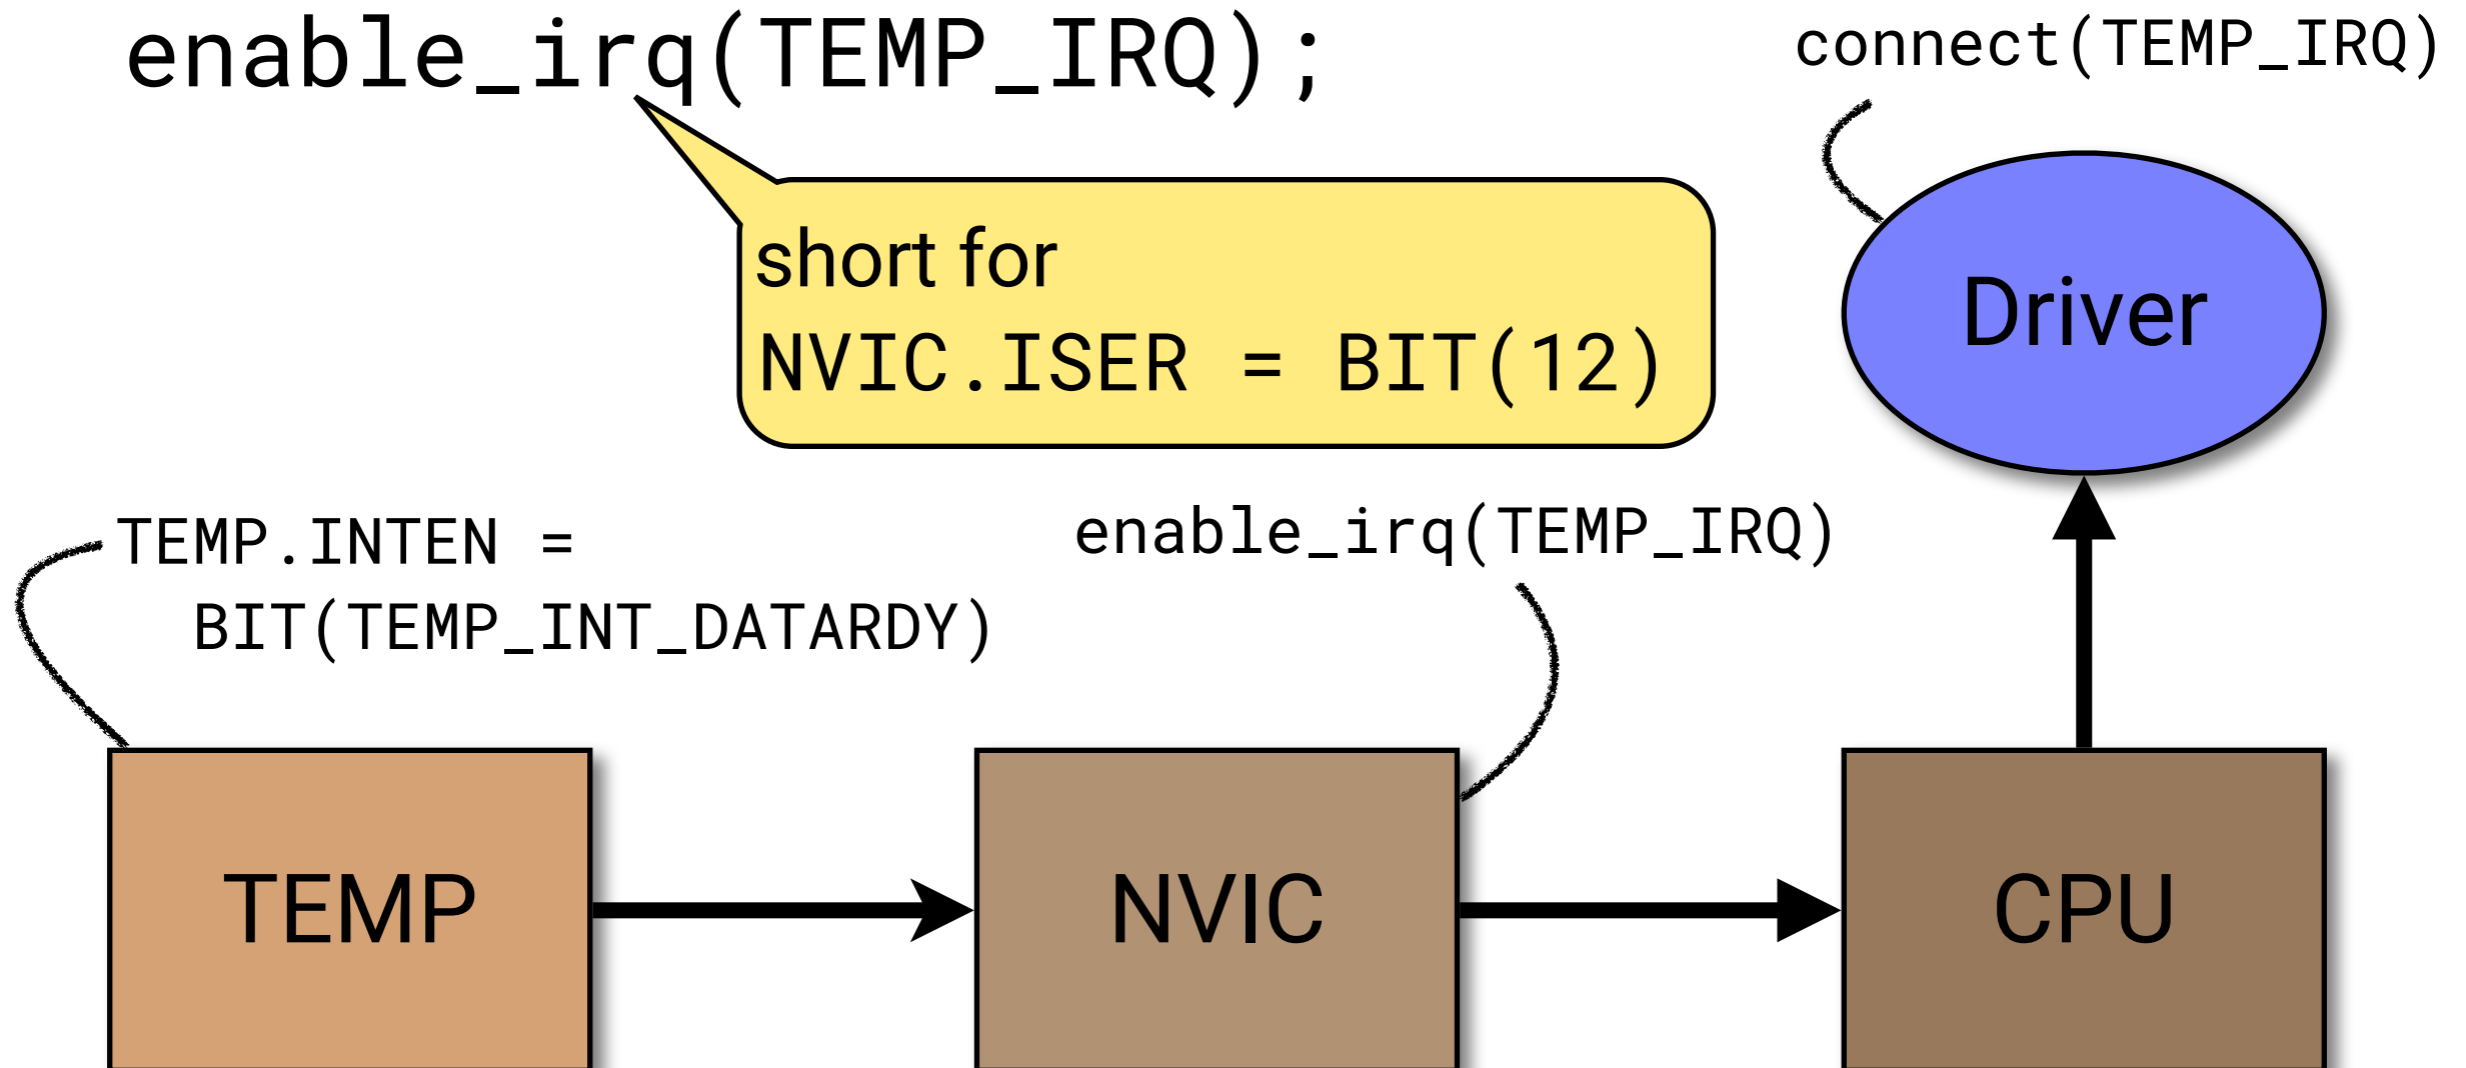 enable_irq(TEMP_IRQ);
connect(TEMP_IRQ)
short for
NVIC.ISER = BIT(12)
Driver
TEMP.INTEN =
BIT(TEMP_INT_DATARDY)
enable_irq(TEMP_IRQ)
TEMP
NVIC
CPU